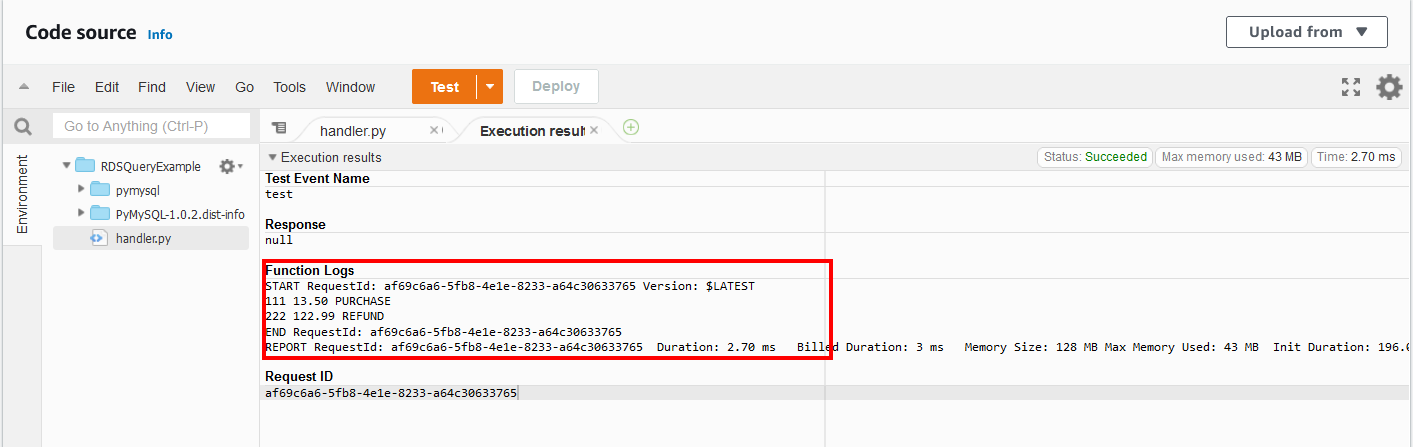 Code source Info
Upload from
File Edit Find View Go Tools Window Test Deploy
Go to Anything (Ctrl-P)
handler.py
Execution result
Environment
RDSQueryExample
pymysql
PyMySQL-1.0.2.dist-info
handler.py
Execution results
Status: Succeeded
Max memory used: 43 MB
Time: 2.70 ms
Test Event Name
test
Response
null
Function Logs
START RequestId: af69c6a6-5fb8-4e1e-8233-a64c30633765 Version: $LATEST
111 13.50 PURCHASE
222 122.99 REFUND
END RequestId: af69c6a6-5fb8-4e1e-8233-a64c30633765
REPORT RequestId: af69c6a6-5fb8-4e1e-8233-a64c30633765 Duration: 2.70 ms Billed Duration: 3 ms Memory Size: 128 MB Max Memory Used: 43 MB Init Duration: 196.0
Request ID
af69c6a6-5fb8-4e1e-8233-a64c30633765